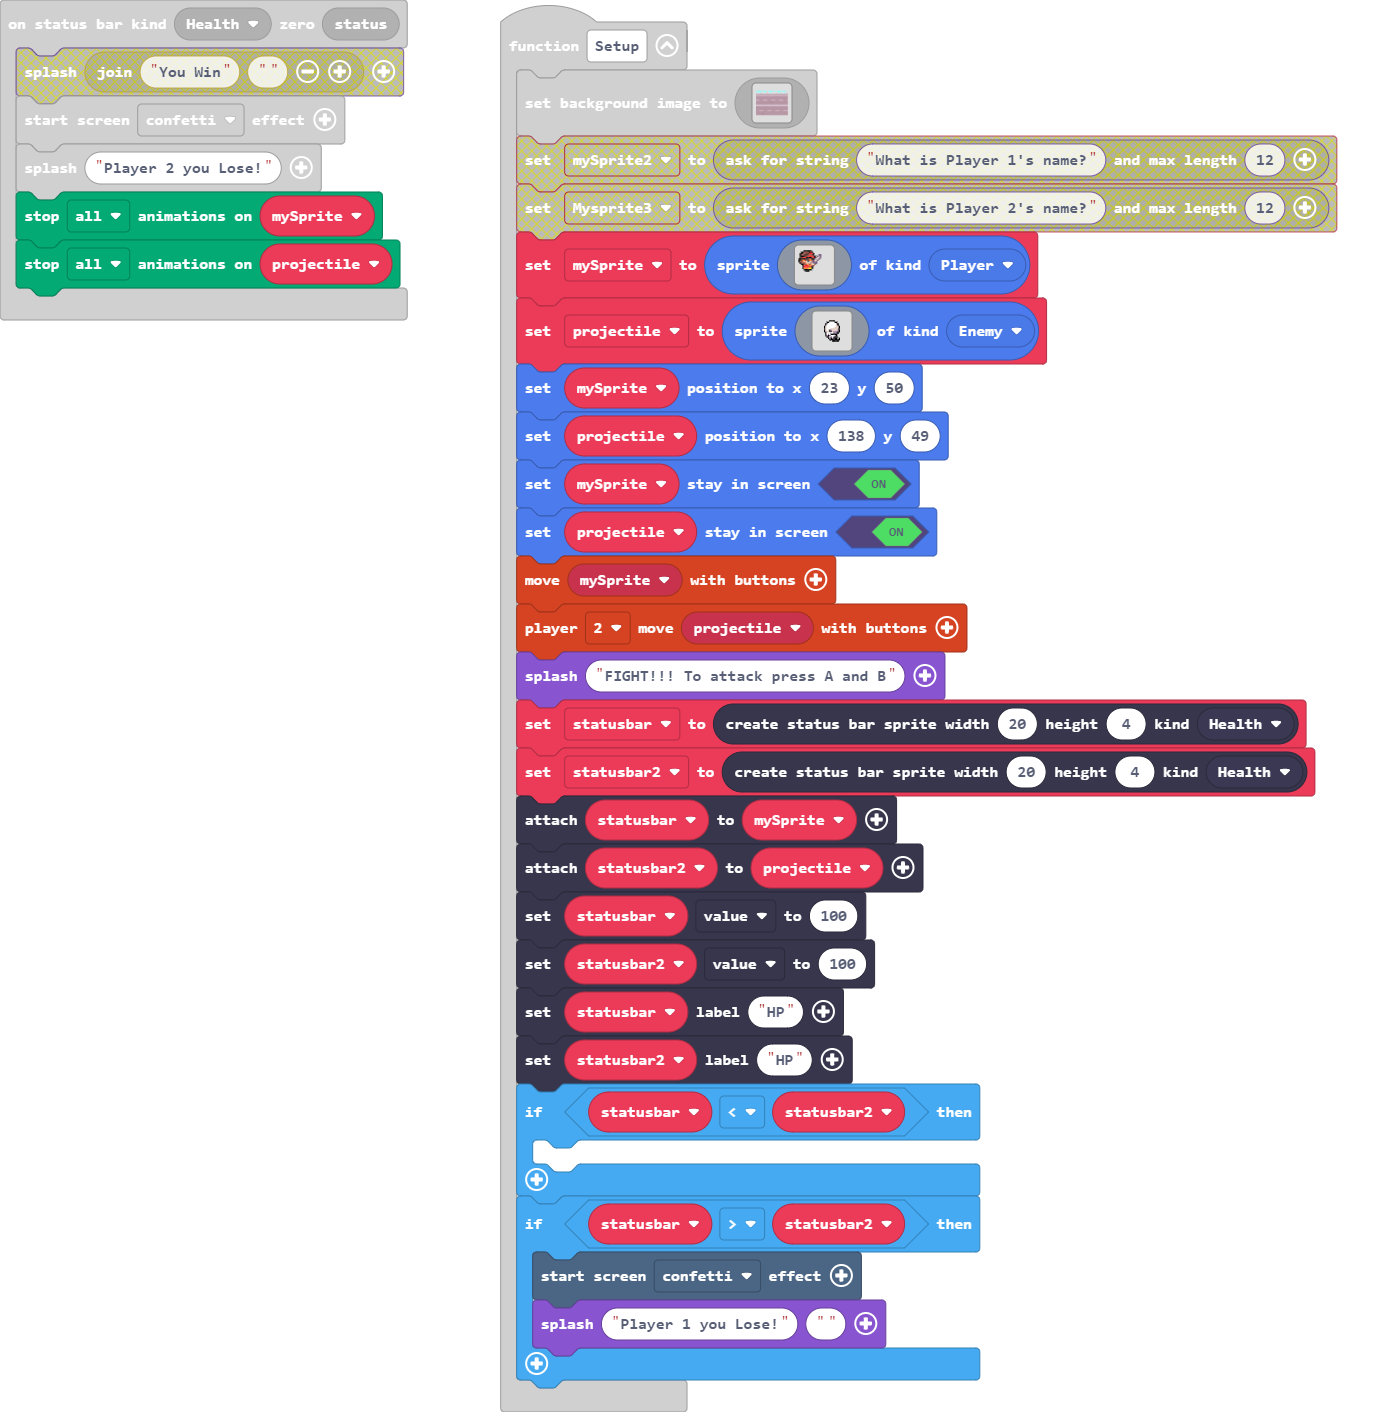 on status bar kind Health zero status
splash join "You Win" " "
start screen confetti effect
splash "Player 2 you Lose!"
stop all animations on mySprite
stop all animations on projectile
function Setup
set background image to
set mySprite2 to ask for string "What is Player 1's name?" and max length 12
set Mysprite3 to ask for string "What is Player 2's name?" and max length 12
set mySprite to sprite of kind Player
set projectile to sprite of kind Enemy
set mySprite position to x 23 y 50
set projectile position to x 138 y 49
set mySprite stay in screen ON
set projectile stay in screen ON
move mySprite with buttons
player 2 move projectile with buttons
splash "FIGHT!!! To attack press A and B"
set statusbar to create status bar sprite width 20 height 4 kind Health
set statusbar2 to create status bar sprite width 20 height 4 kind Health
attach statusbar to mySprite
attach statusbar2 to projectile
set statusbar value to 100
set statusbar2 value to 100
set statusbar label "HP"
set statusbar2 label "HP"
if statusbar < statusbar2 then
if statusbar > statusbar2 then
start screen confetti effect
splash "Player 1 you Lose!" " "